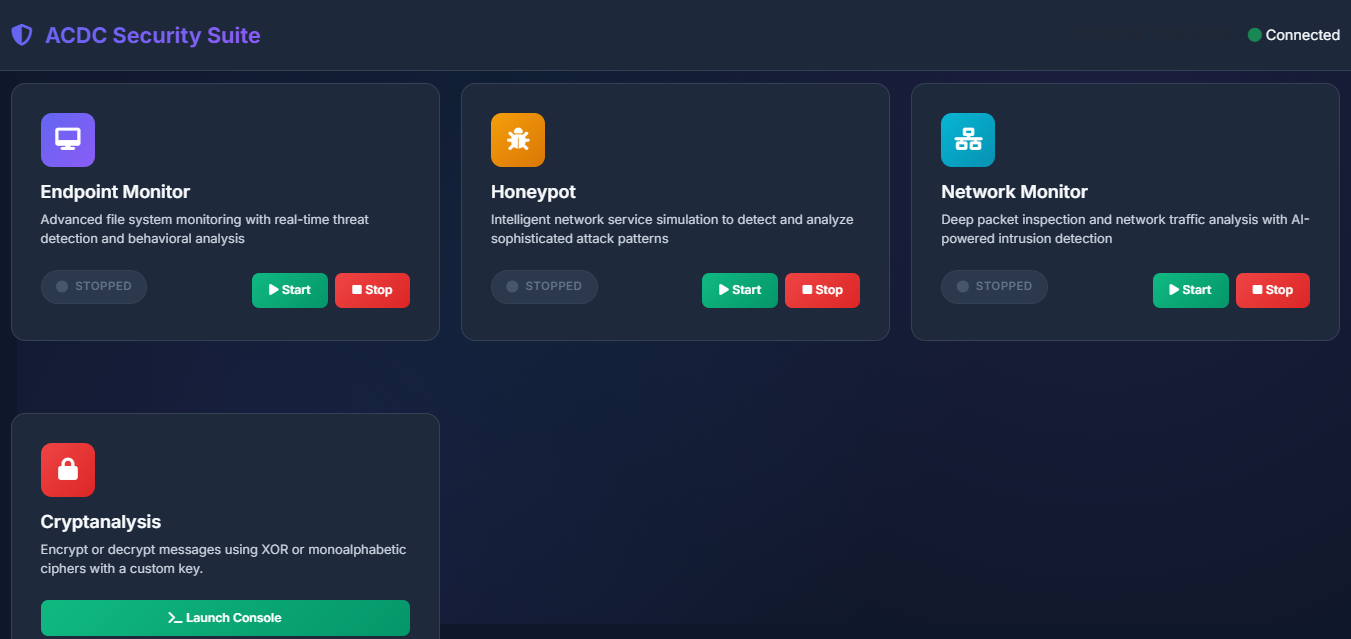 ACDC Security Suite
Connected
Endpoint Monitor
Advanced file system monitoring with real-time threat
detection and behavioral analysis
STOPPED
Start
Stop
Honeypot
Intelligent network service simulation to detect and analyze
sophisticated attack patterns
STOPPED
Start
Stop
Network Monitor
Deep packet inspection and network traffic analysis with AI-
powered intrusion detection
STOPPED
Start
Stop
Cryptanalysis
Encrypt or decrypt messages using XOR or monoalphabetic
ciphers with a custom key.
Launch Console